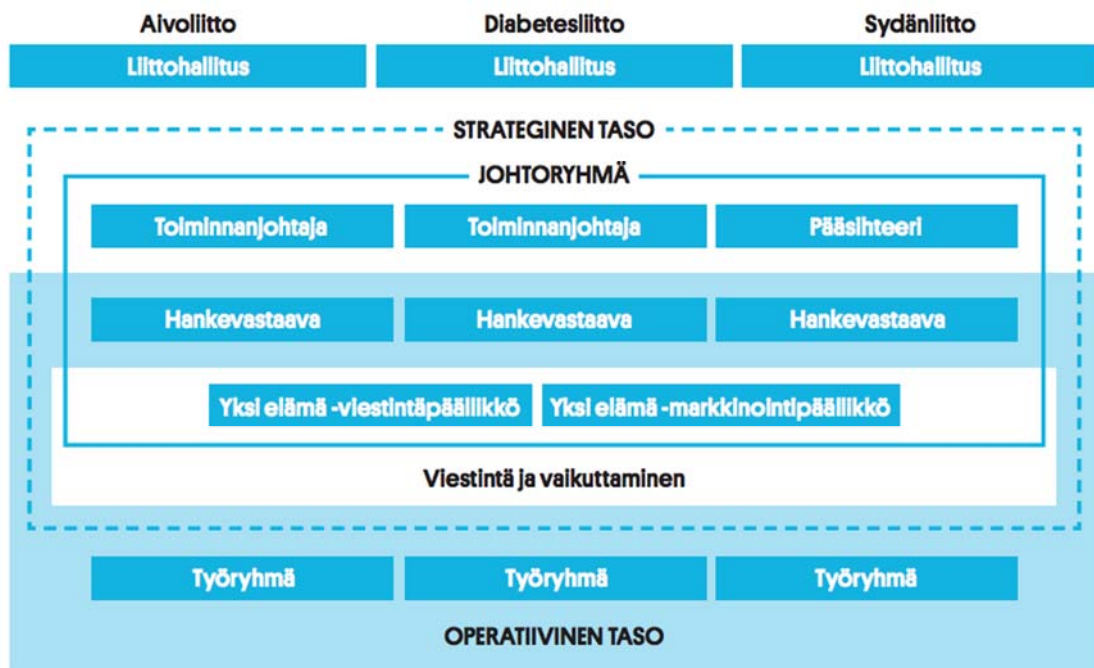 Aivoliitto Diabetesliitto Sydänliitto
Liittohallitus Liittohallitus Liittohallitus
STRATEGINEN TASO
JOHTORYHMÄ
Toiminnanjohtaja Toiminnanjohtaja Pääsihteeri
Hankevastaava Hankevastaava Hankevastaava
Yksi elämä -viestintäpäällikkö Yksi elämä -markkinointipäällikkö
Viestintä ja vaikuttaminen
Työryhmä Työryhmä Työryhmä
OPERATIIVINEN TASO